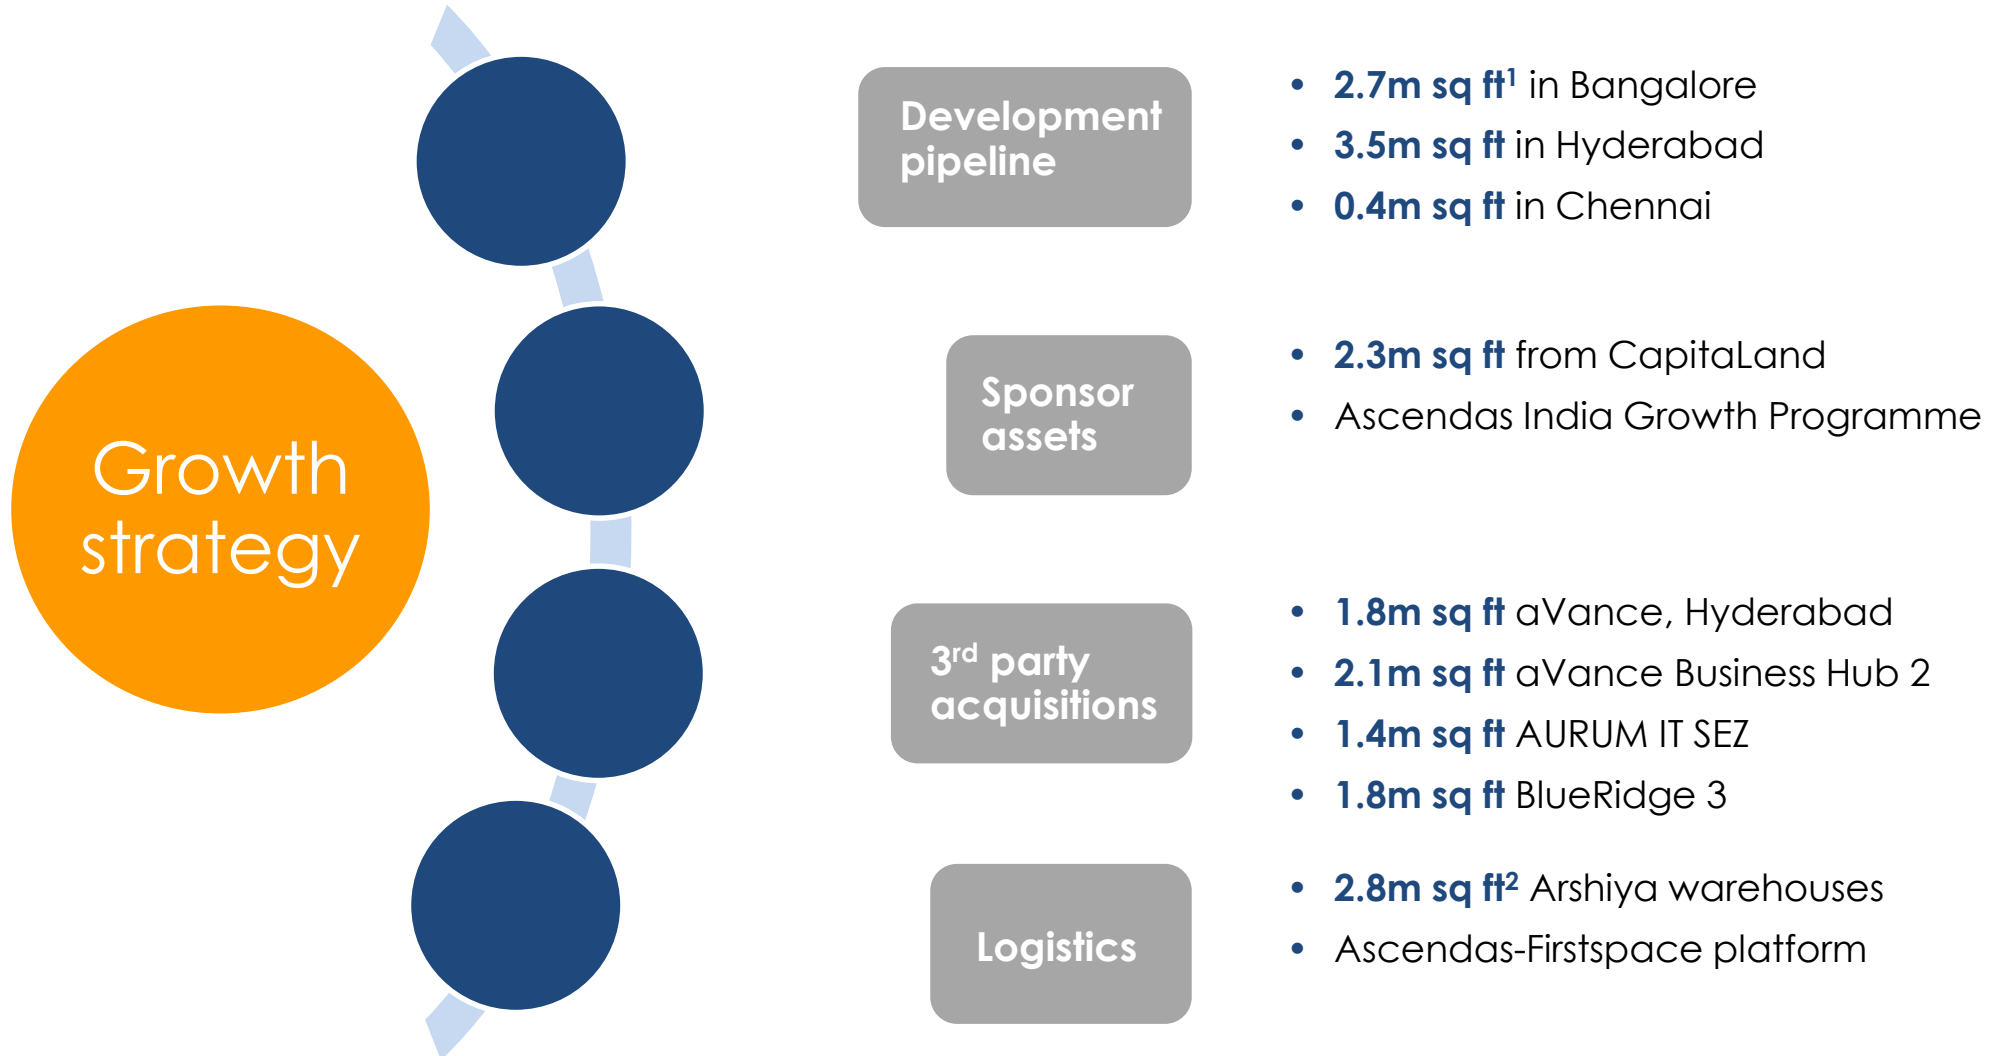 Growth
strategy
Development
pipeline
• 2.7m sq ft¹ in Bangalore
• 3.5m sq ft in Hyderabad
• 0.4m sq ft in Chennai
Sponsor
assets
• 2.3m sq ft from CapitaLand
• Ascendas India Growth Programme
3ʳᵈ party
acquisitions
• 1.8m sq ft aVance, Hyderabad
• 2.1m sq ft aVance Business Hub 2
• 1.4m sq ft AURUM IT SEZ
• 1.8m sq ft BlueRidge 3
Logistics
• 2.8m sq ft² Arshiya warehouses
• Ascendas-Firstspace platform